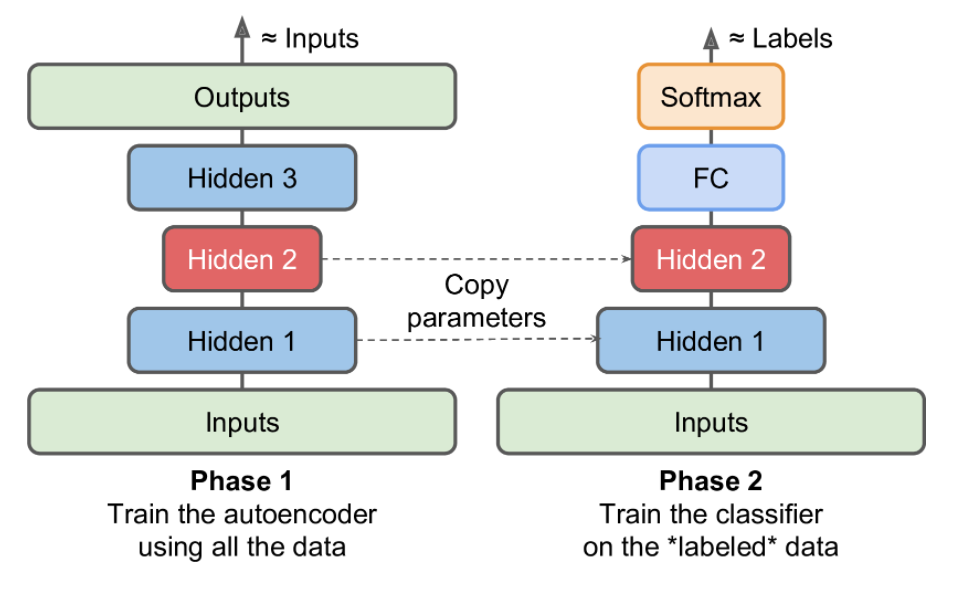 ≈ Inputs
Outputs
Hidden 3
Hidden 2
Hidden 1
Inputs
Phase 1
Train the autoencoder
using all the data
Copy
parameters
≈ Labels
Softmax
FC
Hidden 2
Hidden 1
Inputs
Phase 2
Train the classifier
on the *labeled* data